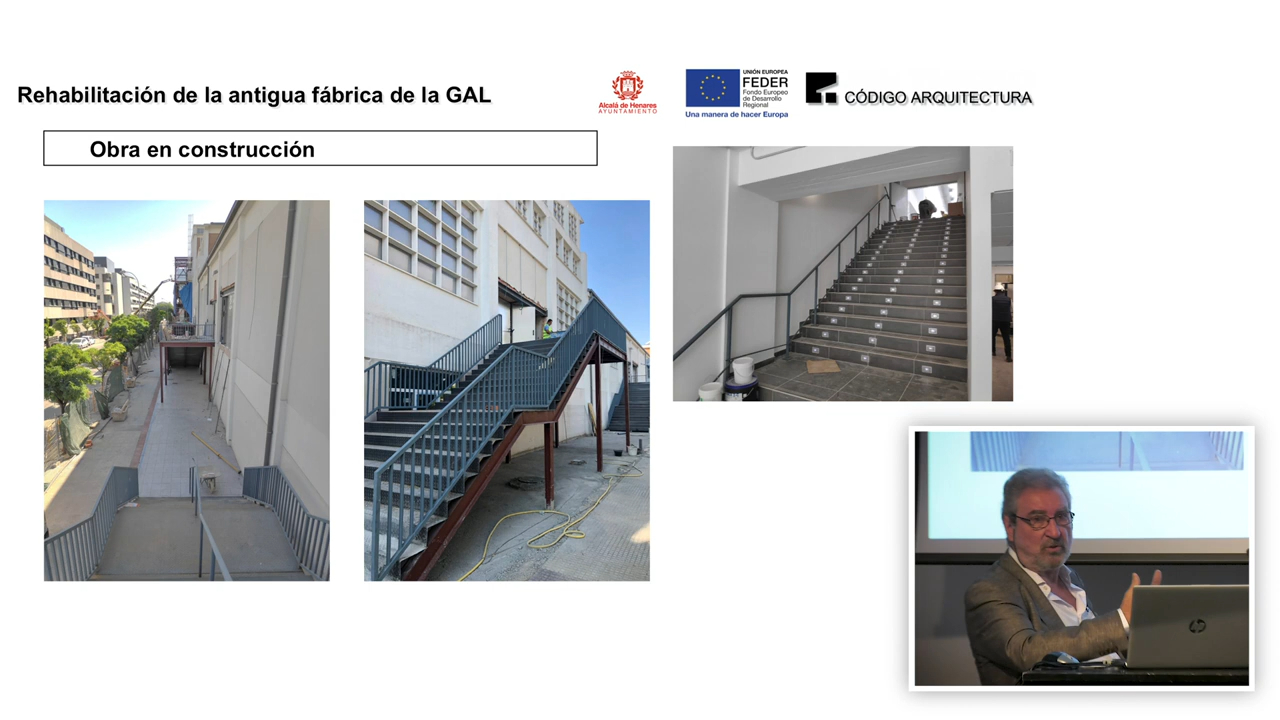 Rehabilitación de la antigua fábrica de la GAL
Alcalá de Henares
AYUNTAMIENTO
UNIÓN EUROPEA
FEDER
Fondo Europeo
de Desarrollo
Regional
Una manera de hacer Europa
CÓDIGO ARQUITECTURA
Obra en construcción
hp